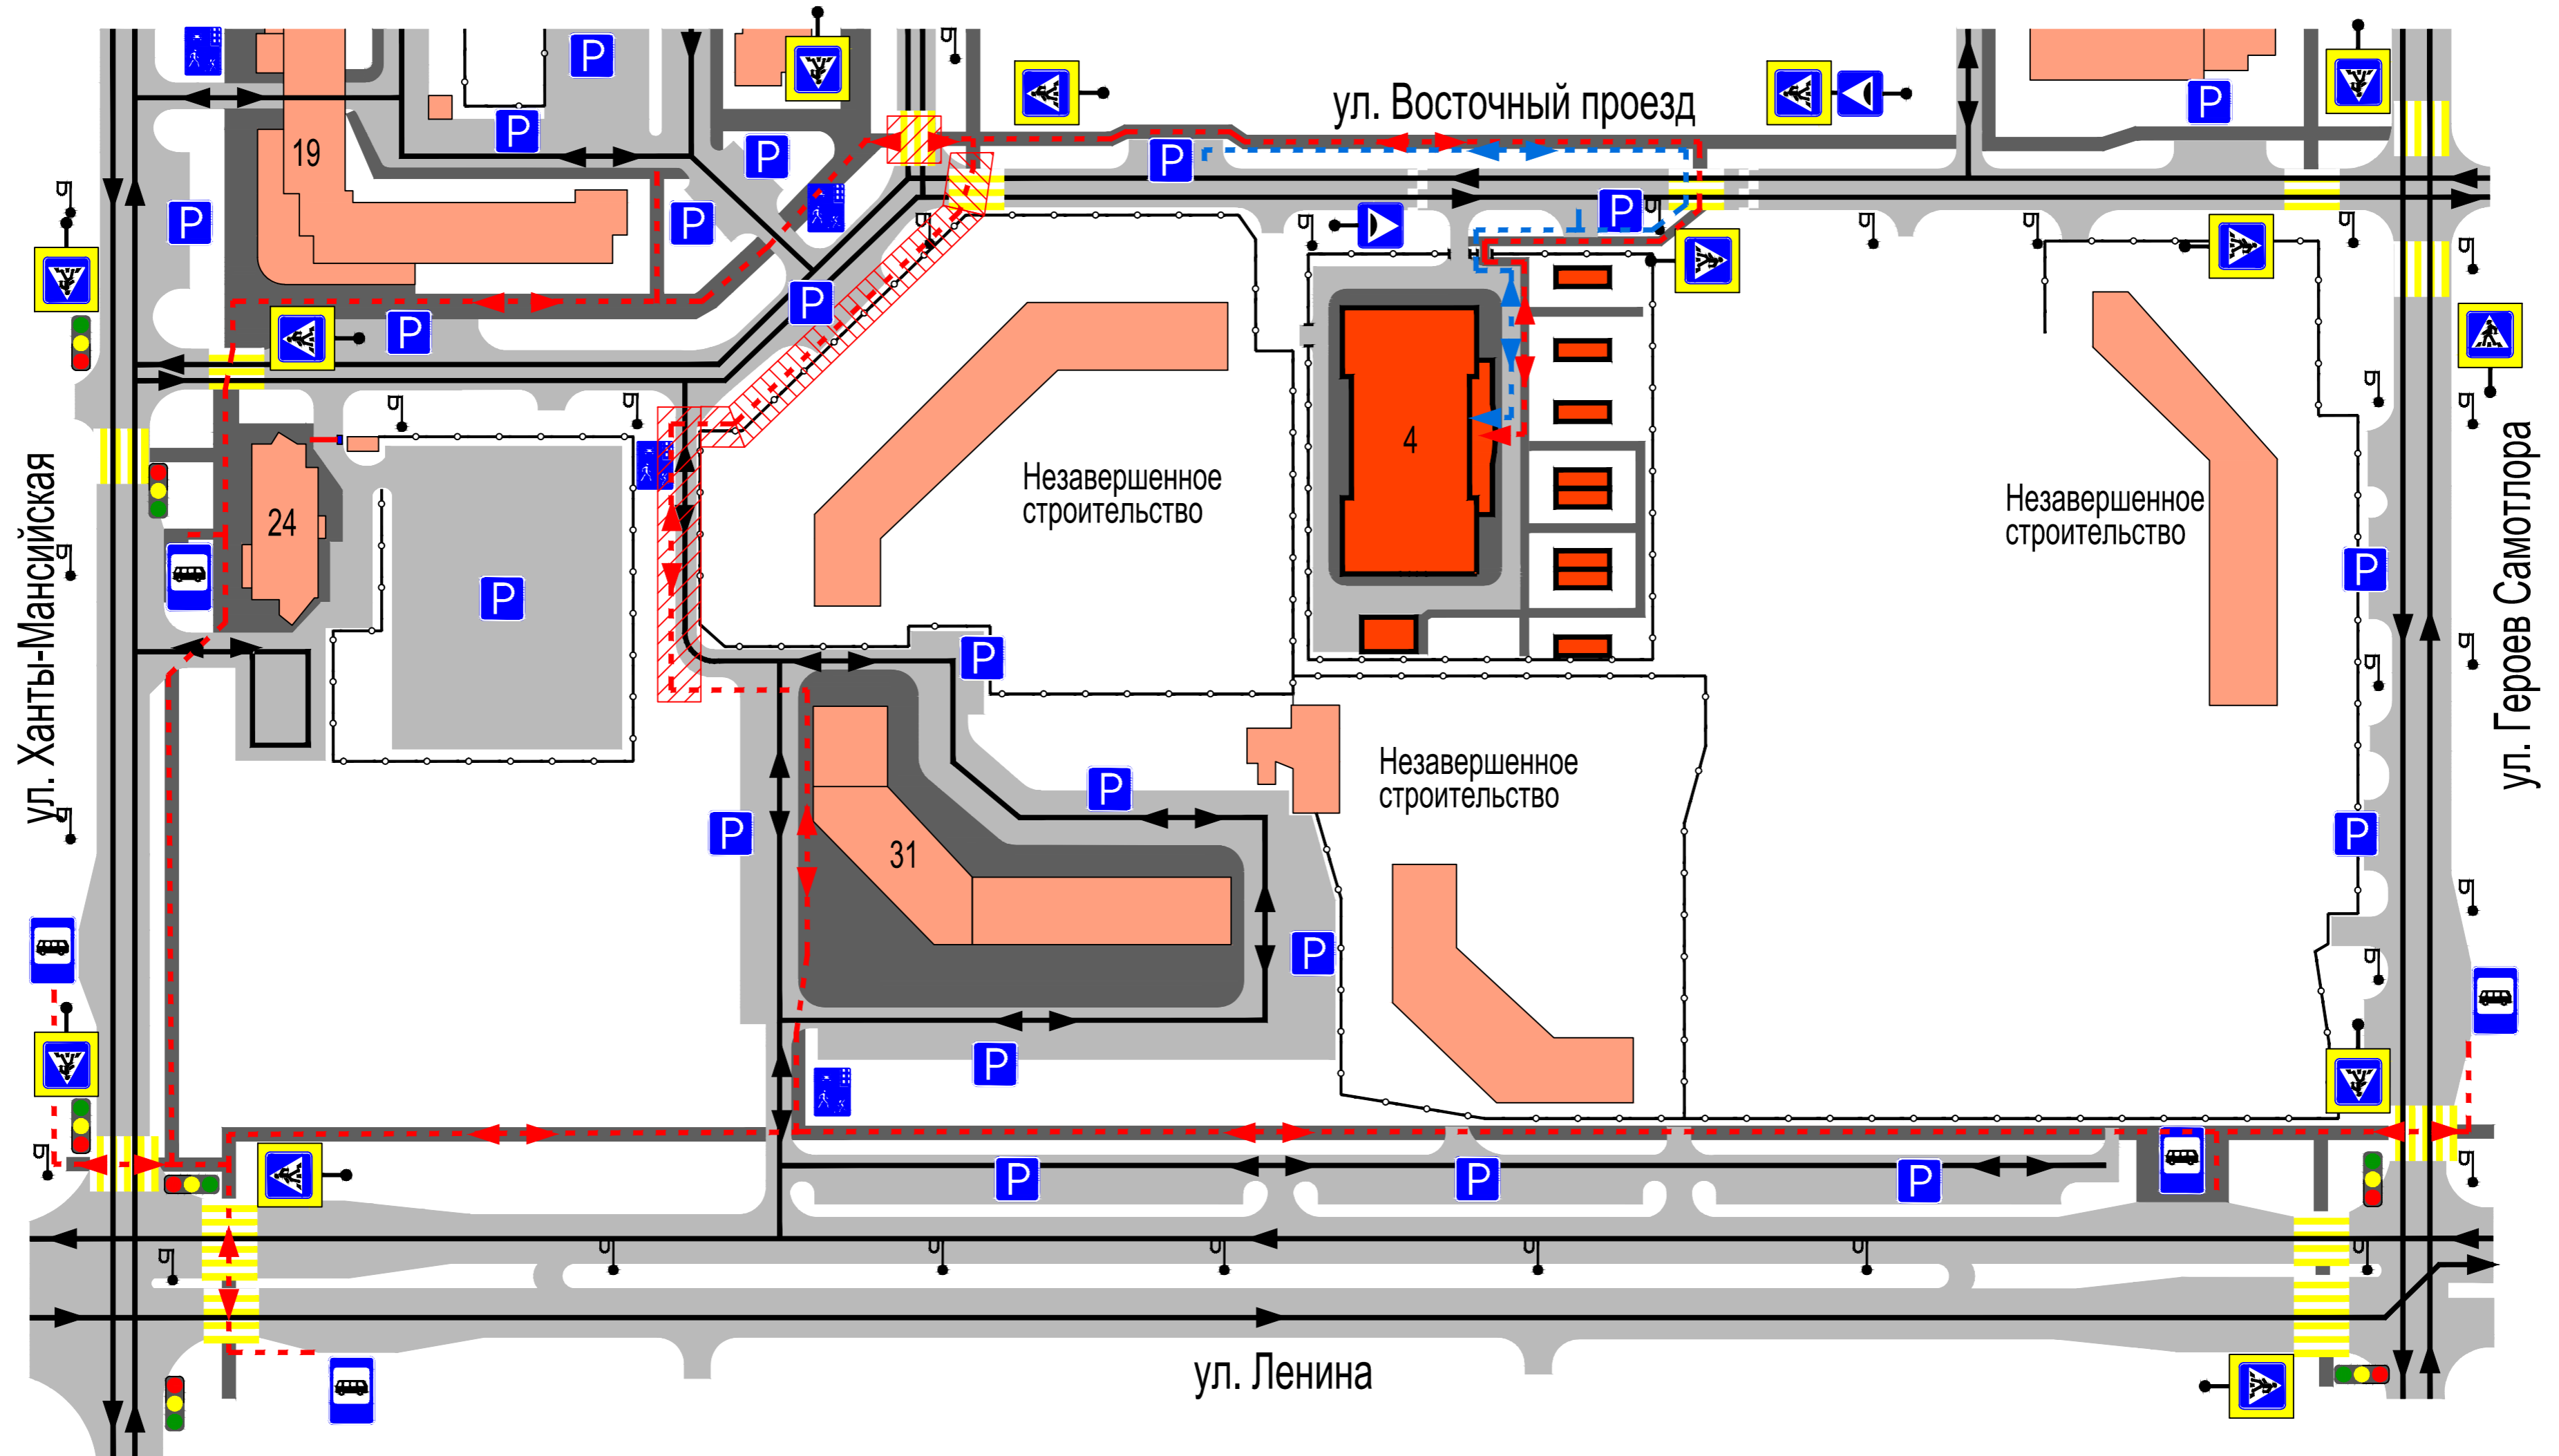 P
ул. Восточный проезд
P
P
19
P
P
P
P
P
P
P
4
24
Незавершенное
строительство
Незавершенное
строительство
ул. Ханты-Мансийская
ул. Героев Самотлора
P
P
P
Незавершенное
строительство
P
P
P
31
P
P
P
P
P
ул. Ленина